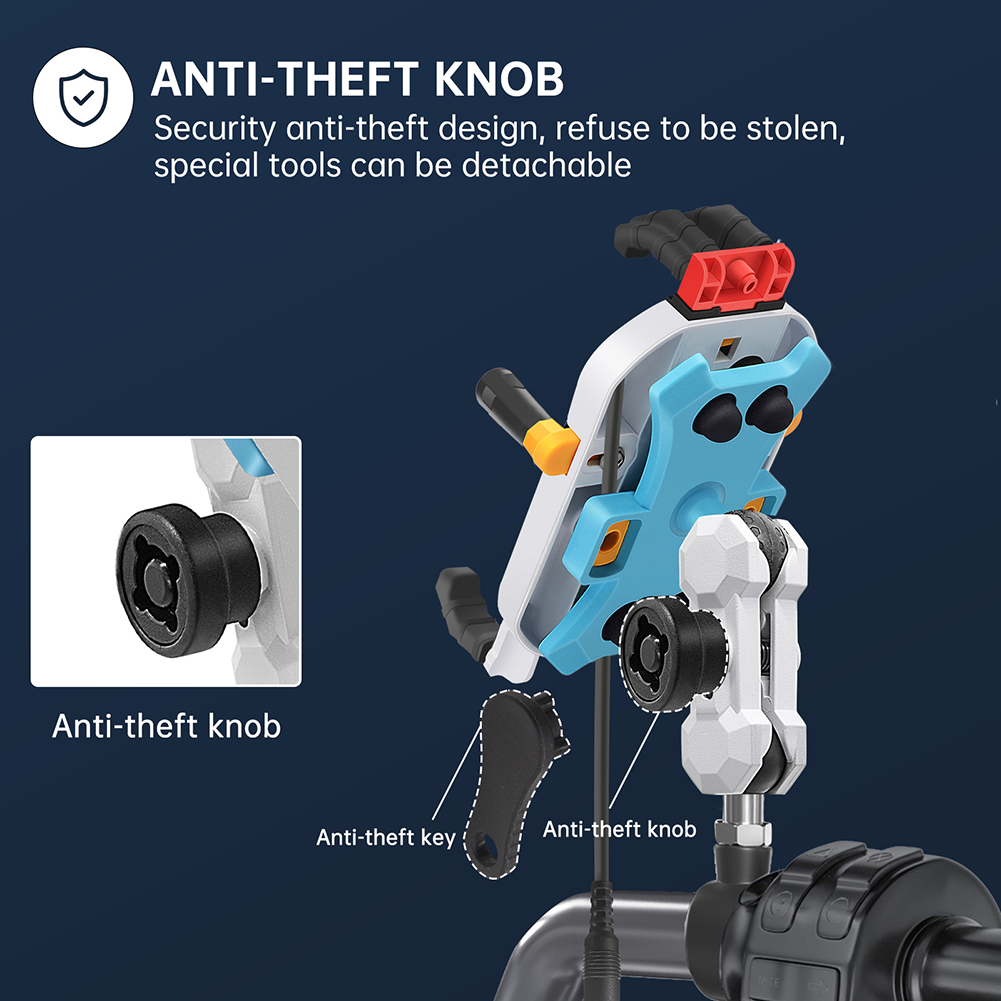 ANTI-THEFT KNOB
Security anti-theft design, refuse to be stolen,
special tools can be detachable
Anti-theft knob
Anti-theft key
Anti-theft knob